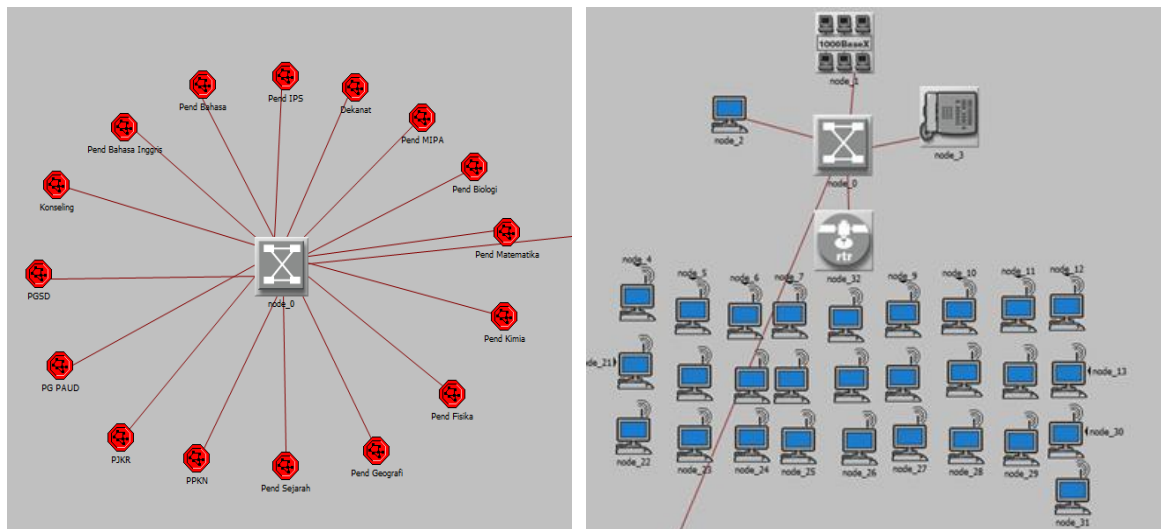 Pend IPS
Pend Bahasa
Dekanat
Pend MIPA
Pend Bahasa Inggris
Pend Biologi
Konseling
Pend Matematika
PGSD
node_0
Pend Kimia
PG PAUD
Pend Fisika
PJKR
Pend Geografi
PPKN
Pend Sejarah
1000BaseX
node_1
node_2
node_3
node_0
rtr
node_32
node_4
node_5
node_6
node_7
node_9
node_10
node_11
node_12
de_21
node_13
node_30
node_22
node_23
node_24
node_25
node_26
node_27
node_28
node_29
node_31